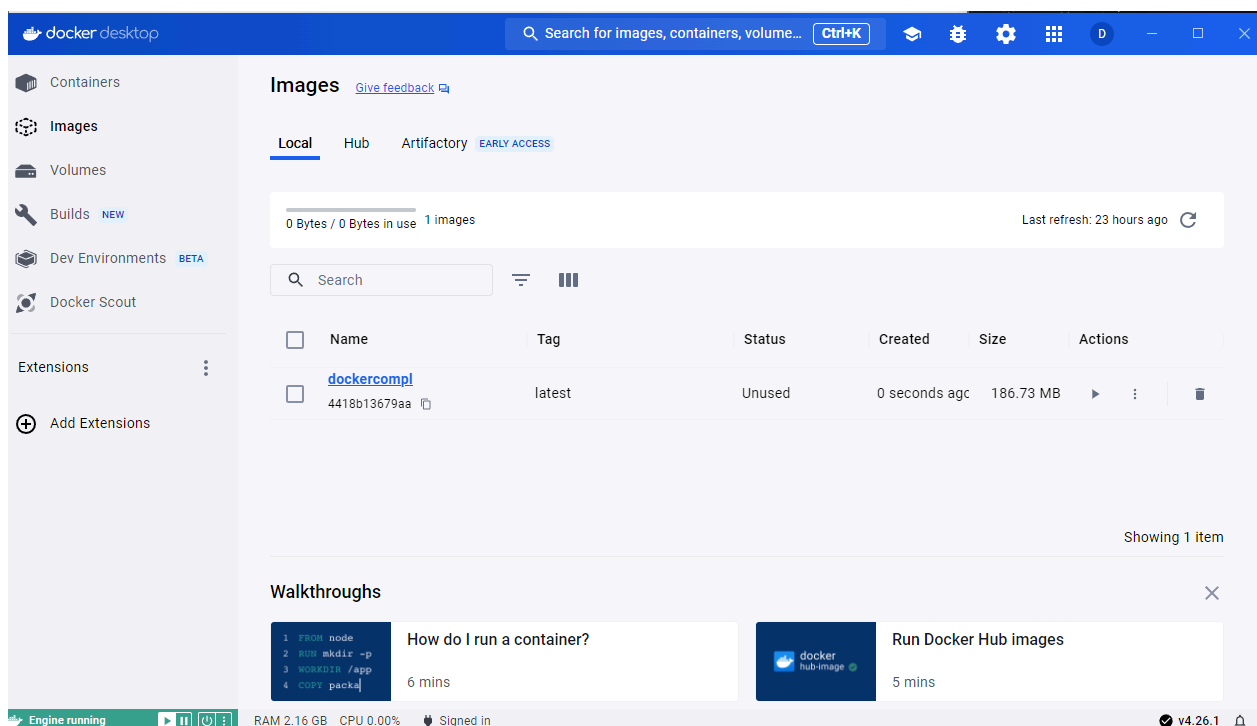 docker desktop
Search for images, containers, volume... Ctrl+K
D
Containers
Images
Volumes
Builds NEW
Dev Environments BETA
Docker Scout
Extensions
Add Extensions
Images Give feedback
Local Hub Artifactory EARLY ACCESS
0 Bytes / 0 Bytes in use 1 images Last refresh: 23 hours ago
Search
Name Tag Status Created Size Actions
dockercompl
4418b13679aa
latest Unused 0 seconds ago 186.73 MB
Showing 1 item
Walkthroughs
1 FROM node
2 RUN mkdir -p
3 WORKDIR /app
4 COPY packa
How do I run a container?
6 mins
docker
hub-image
Run Docker Hub images
5 mins
Engine running RAM 2.16 GB CPU 0.00% Signed in v4.26.1